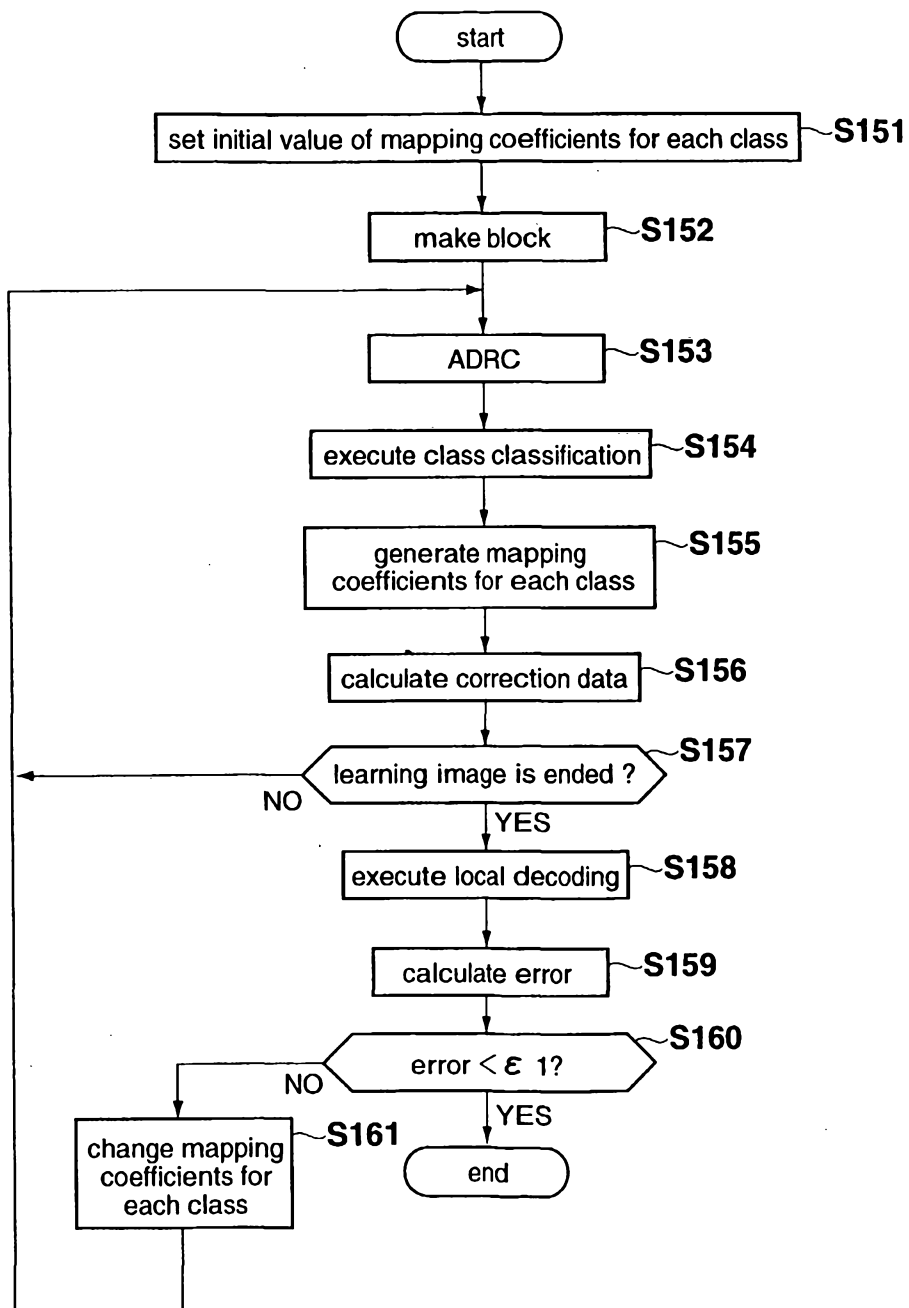 start
set initial value of mapping coefficients for each class
S151
make block
S152
ADRC
S153
execute class classification
S154
generate mapping
coefficients for each class
S155
calculate correction data
S156
learning image is ended ?
S157
NO
YES
execute local decoding
S158
calculate error
S159
error < ε 1?
S160
NO
YES
change mapping
coefficients for
each class
S161
end